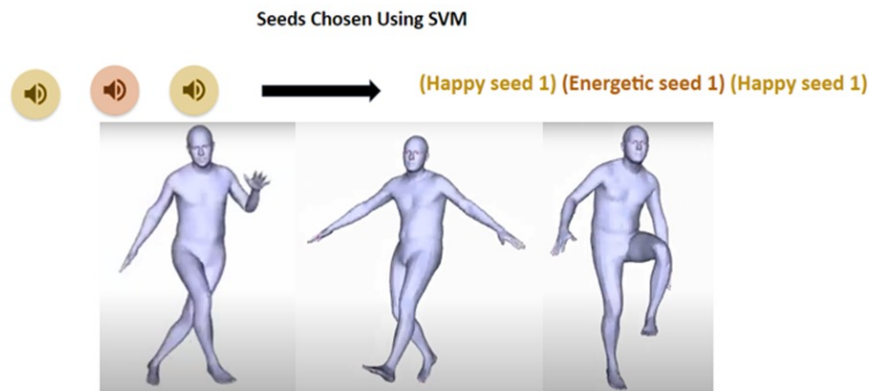 Seeds Chosen Using SVM
(Happy seed 1) (Energetic seed 1) (Happy seed 1)